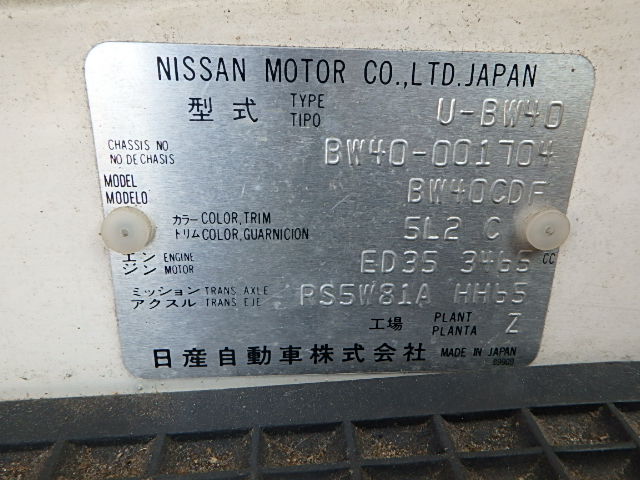 NISSAN MOTOR CO.,LTD.JAPAN
型式 TYPE TIPO U-BW40
CHASSIS NO. NO DE CHASIS BW40-001704
MODEL MODELO BW40CDF
カラー COLOR,TRIM 5L2 C
トリム COLOR,GUARNICION
エンジン ENGINE MOTOR ED35 3465 CC
ミッション TRANS. AXLE RS5W81A HH65
アクスル TRANS. EJE
工場 PLANT PLANTA Z
日産自動車株式会社 MADE IN JAPAN